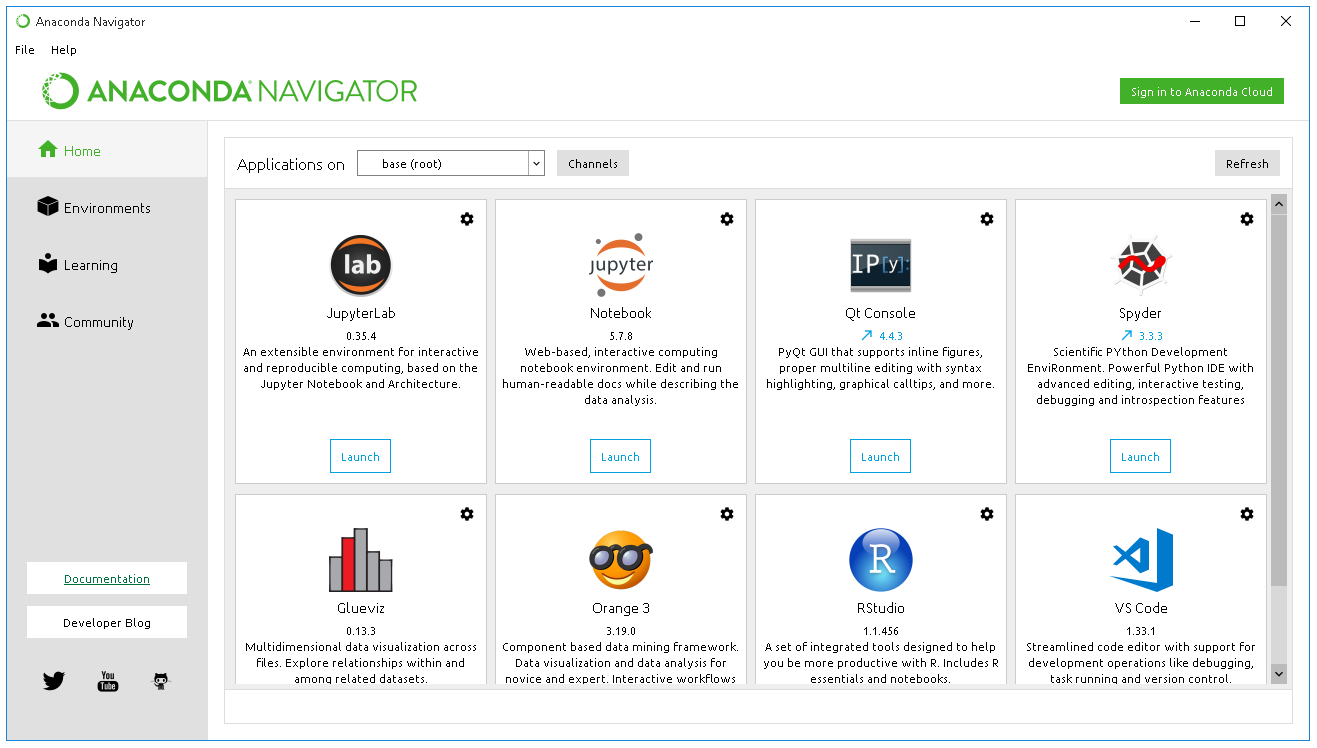 Anaconda Navigator
File Help
ANACONDA NAVIGATOR
Sign in to Anaconda Cloud
Home
Environments
Learning
Community
Documentation
Developer Blog
You
Tube
Applications on base (root) Channels Refresh
lab
JupyterLab
0.35.4
An extensible environment for interactive
and reproducible computing, based on the
Jupyter Notebook and Architecture.
Launch
jupyter
Notebook
5.7.8
Web-based, interactive computing
notebook environment. Edit and run
human-readable docs while describing the
data analysis.
Launch
IP[y]:
Qt Console
4.4.3
PyQt GUI that supports inline figures,
proper multiline editing with syntax
highlighting, graphical calltips, and more.
Launch
Spyder
3.3.3
Scientific PYthon Development
EnviRonment. Powerful Python IDE with
advanced editing, interactive testing,
debugging and introspection features
Launch
Glueviz
0.13.3
Multidimensional data visualization across
files. Explore relationships within and
among related datasets.
Orange 3
3.19.0
Component based data mining framework.
Data visualization and data analysis for
novice and expert. Interactive workflows
R
RStudio
1.1.456
A set of integrated tools designed to help
you be more productive with R. Includes R
essentials and notebooks.
VS Code
1.33.1
Streamlined code editor with support for
development operations like debugging,
task running and version control.